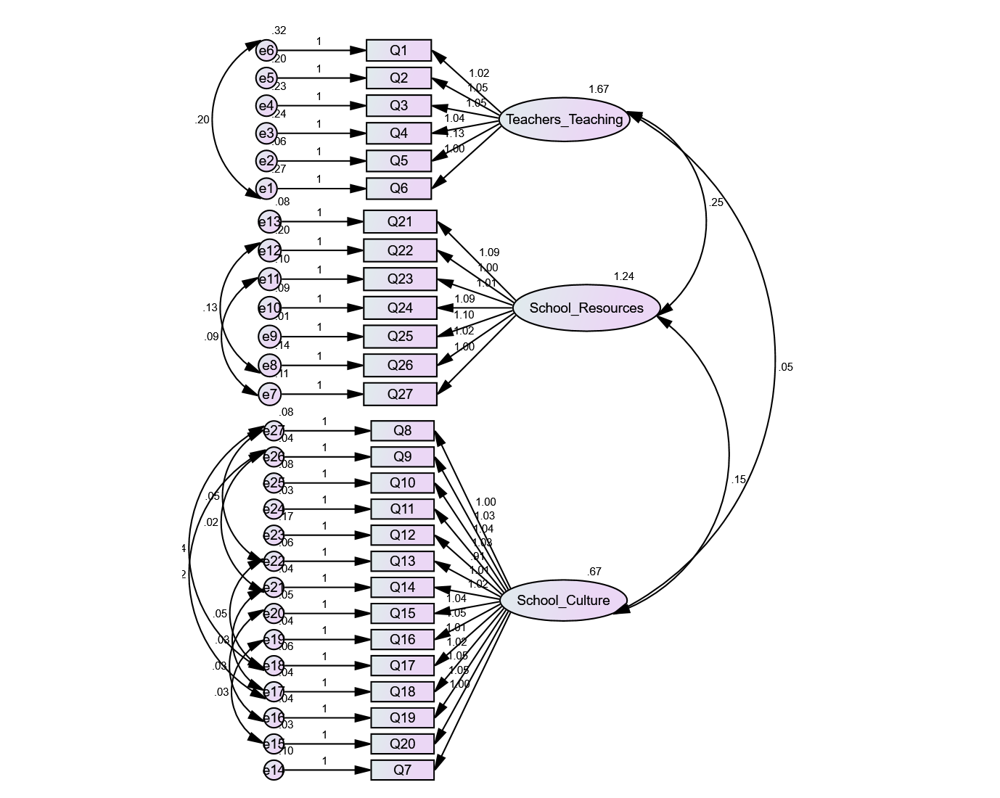 .32
e6 1 Q1
.20
e5 1 Q2
.23
e4 1 Q3
.24
e3 1 Q4
.06
e2 1 Q5
.27
e1 1 Q6
.20
1.02
1.05
1.05
1.04
1.13
1.00
1.67
Teachers_Teaching
.08
e13 1 Q21
.20
e12 1 Q22
.10
e11 1 Q23
.09
e10 1 Q24
.01
e9 1 Q25
.14
e8 1 Q26
.11
e7 1 Q27
.13
.09
1.09
1.00
1.01
1.09
1.10
1.02
1.00
1.24
School_Resources
.25
.05
.15
.08
e27 1 Q8
.04
e26 1 Q9
.08
e25 1 Q10
.03
e24 1 Q11
.17
e23 1 Q12
.06
e22 1 Q13
.04
e21 1 Q14
.05
e20 1 Q15
.04
e19 1 Q16
.06
e18 1 Q17
.04
e17 1 Q18
.04
e16 1 Q19
.03
e15 1 Q20
.10
e14 1 Q7
.05
.02
4
2
.05
.03
.03
.03
1.00
1.03
1.04
1.03
.91
1.01
1.02
1.04
1.05
1.01
1.02
1.05
1.05
1.00
.67
School_Culture